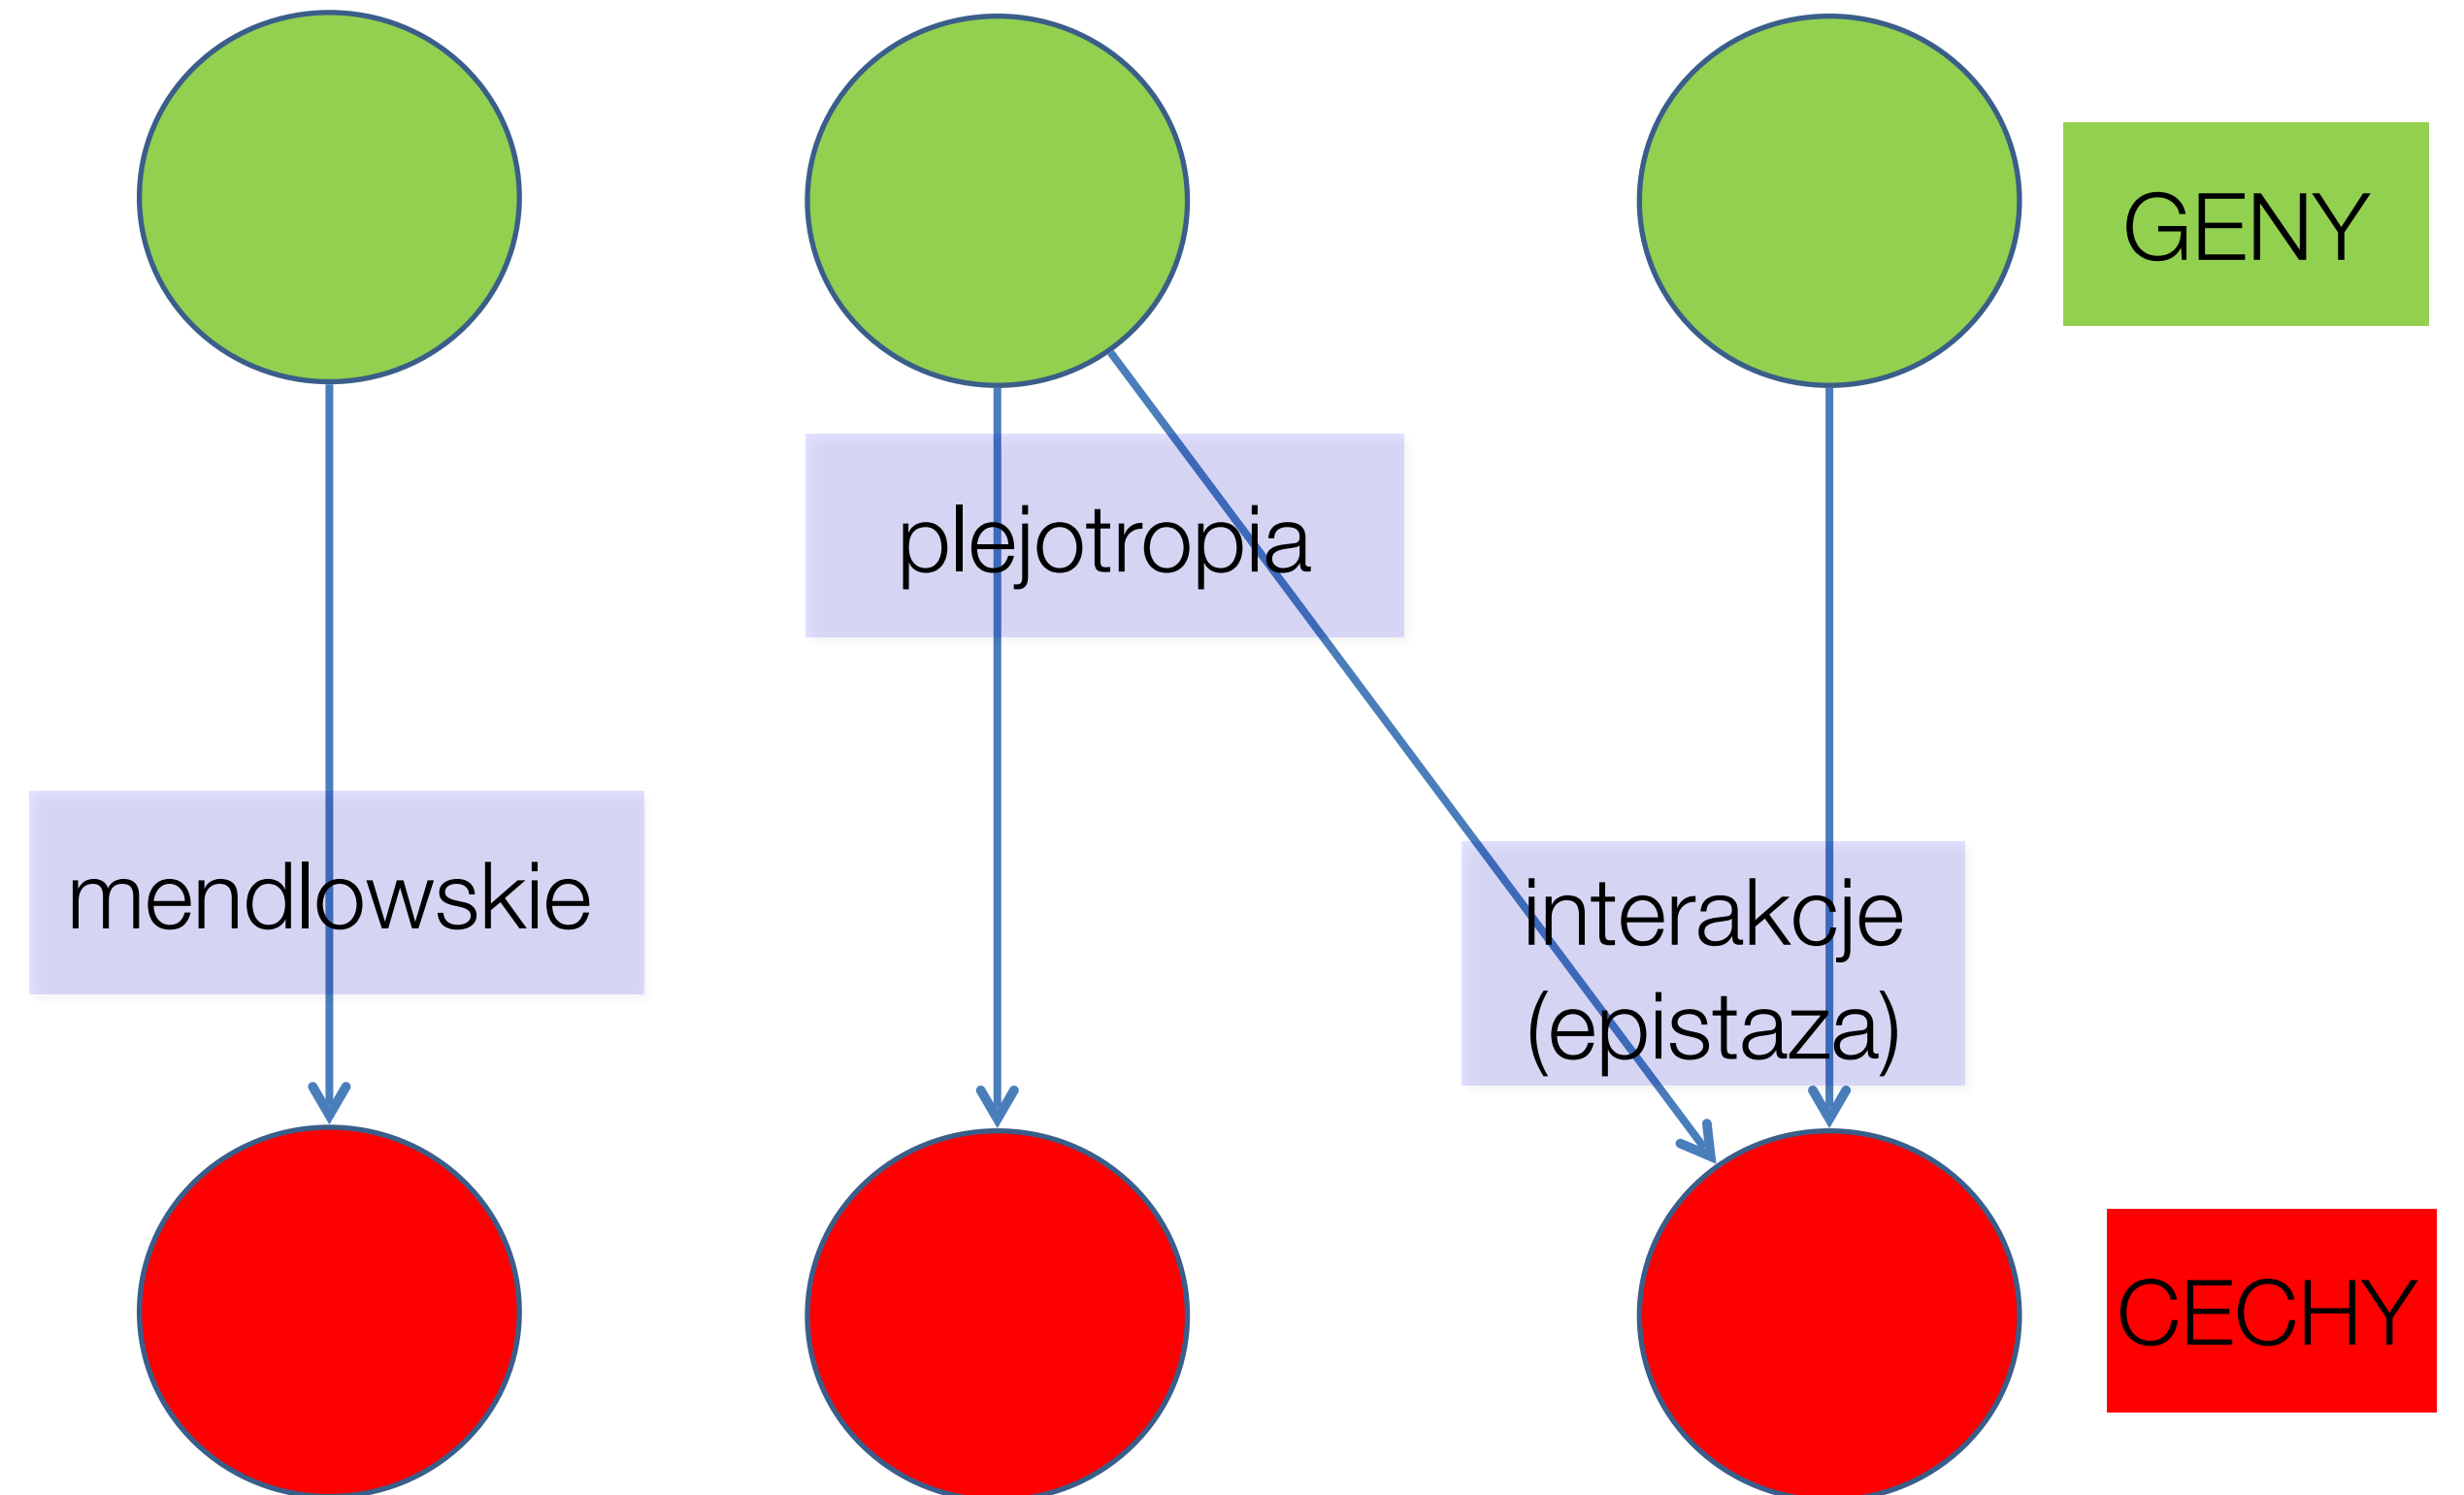 GENY
plejotropia
mendlowskie
interakcje
(epistaza)
CECHY